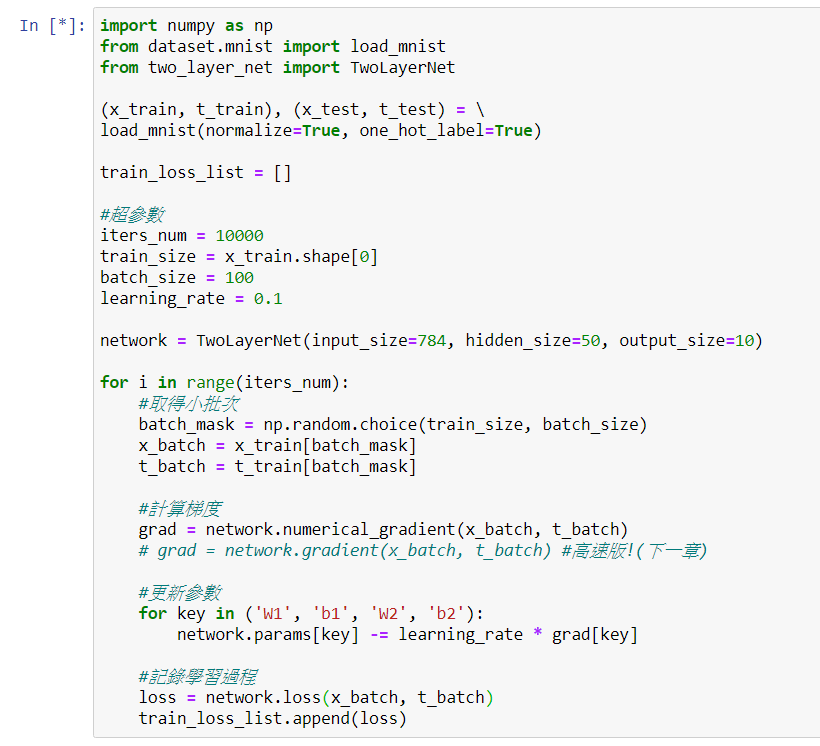 In [*]:
import numpy as np
from dataset.mnist import load_mnist
from two_layer_net import TwoLayerNet
(x_train, t_train), (x_test, t_test) = \
load_mnist(normalize=True, one_hot_label=True)
train_loss_list = []
#超參數
iters_num = 10000
train_size = x_train.shape[0]
batch_size = 100
learning_rate = 0.1
network = TwoLayerNet(input_size=784, hidden_size=50, output_size=10)
for i in range(iters_num):
    #取得小批次
    batch_mask = np.random.choice(train_size, batch_size)
    x_batch = x_train[batch_mask]
    t_batch = t_train[batch_mask]
    #計算梯度
    grad = network.numerical_gradient(x_batch, t_batch)
    # grad = network.gradient(x_batch, t_batch) #高速版!(下一章)
    #更新參數
    for key in ('W1', 'b1', 'W2', 'b2'):
        network.params[key] -= learning_rate * grad[key]
    #記錄學習過程
    loss = network.loss(x_batch, t_batch)
    train_loss_list.append(loss)